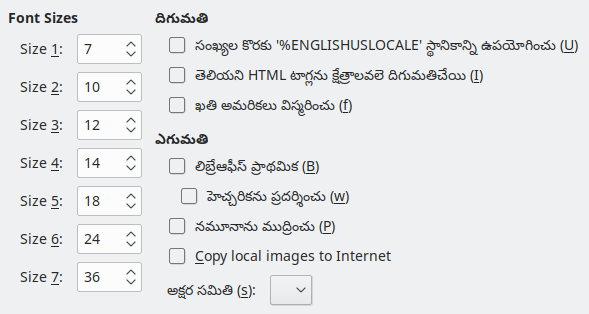 Font Sizes
Size 1: 7
Size 2: 10
Size 3: 12
Size 4: 14
Size 5: 18
Size 6: 24
Size 7: 36
దిగుమతి
సంఖ్యల కొరకు '%ENGLISHUSLOCALE' స్థానికాన్ని ఉపయోగించు (U)
తెలియని HTML టాగ్లను క్షేత్రాలవలె దిగుమతిచేయి (I)
ఖతి అమరికలు విస్మరించు (f)
ఎగుమతి
లిబ్రేఆఫీస్ ప్రాథమిక (B)
హెచ్చరికను ప్రదర్శించు (w)
నమూనాను ముద్రించు (P)
Copy local images to Internet
అక్షర సమితి (s):